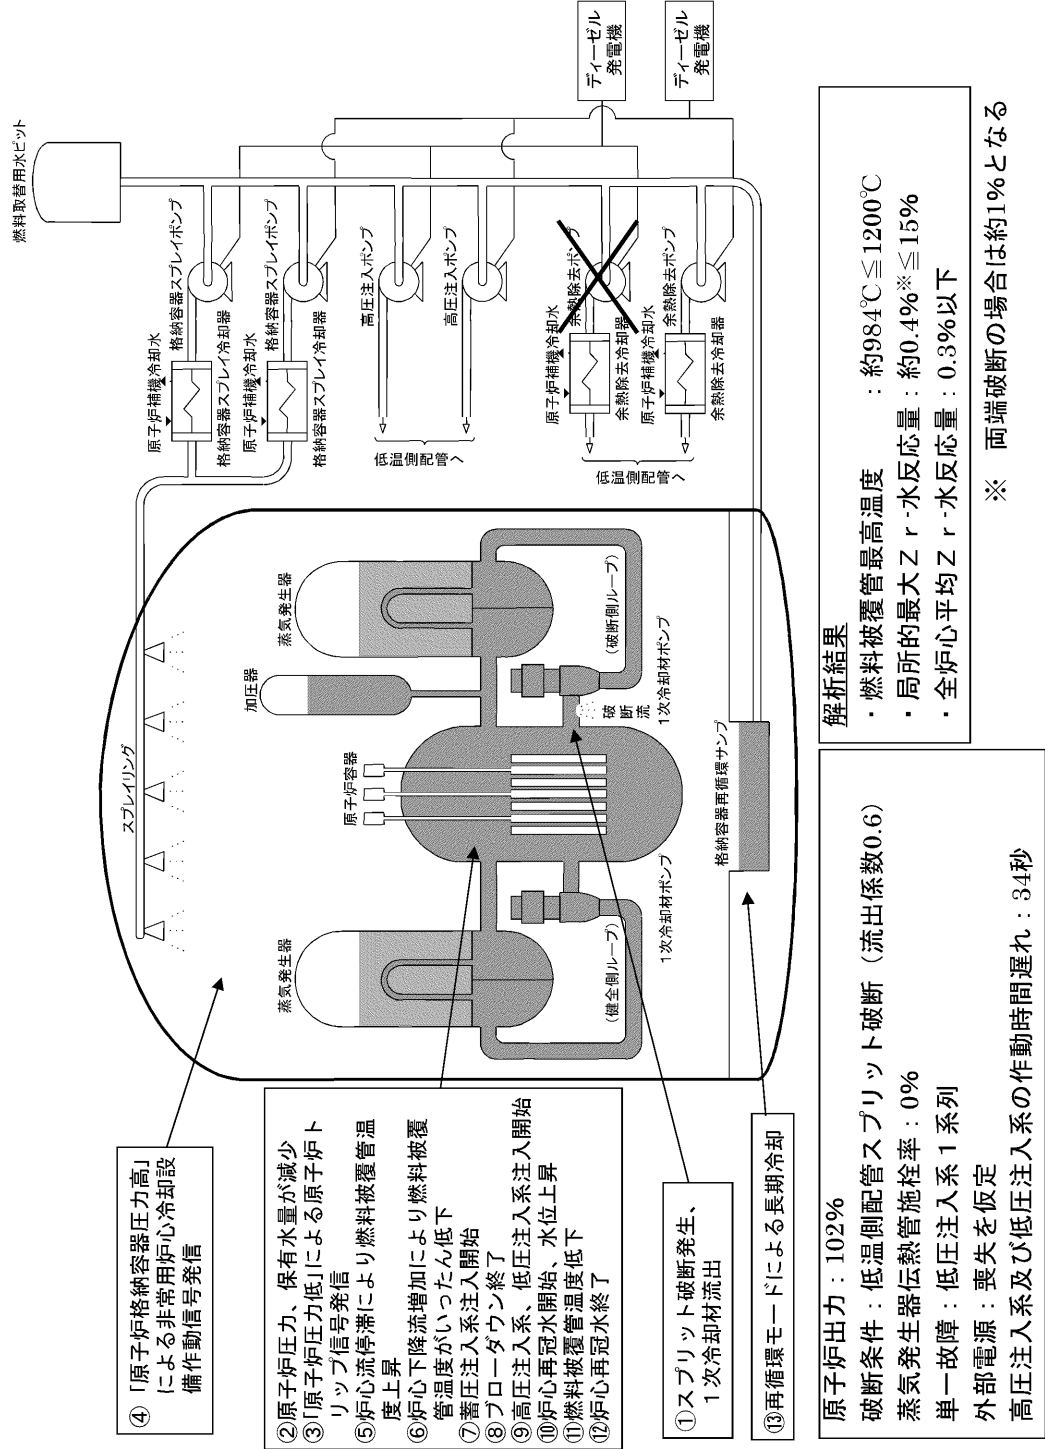 ④「原子炉格納容器圧力高」
による非常用炉心冷却設
備作動信号発信
②原子炉圧力、保有水量が減少
③「原子炉圧力低」による原子炉ト
リップ信号発信
⑤炉心流停滞により燃料被覆管温
度上昇
⑥炉心下降流増加により燃料被覆
管温度がいったん低下
⑦蓄圧注入系注入開始
⑧ブローダウン終了
⑨高圧注入系、低圧注入系注入開始
⑩炉心再冠水開始、水位上昇
⑪燃料被覆管温度低下
⑫炉心再冠水終了
①スプリット破断発生、
1次冷却材流出
⑬再循環モードによる長期冷却
スプレイリング
蒸気発生器
原子炉容器
加圧器
蒸気発生器
(健全側ループ)
1次冷却材ポンプ
破断流
1次冷却材ポンプ
(破断側ループ)
格納容器再循環サンプ
燃料取替用水ピット
原子炉補機冷却水
格納容器スプレイポンプ
格納容器スプレイ冷却器
原子炉補機冷却水
格納容器スプレイポンプ
格納容器スプレイ冷却器
高圧注入ポンプ
高圧注入ポンプ
低温側配管へ
原子炉補機冷却水
余熱除去ポンプ
余熱除去冷却器
原子炉補機冷却水
余熱除去ポンプ
余熱除去冷却器
低温側配管へ
ディーゼル
発電機
ディーゼル
発電機
原子炉出力：102%
破断条件：低温側配管スプリット破断（流出係数0.6）
蒸気発生器伝熱管施栓率：0%
単一故障：低圧注入系１系列
外部電源：喪失を仮定
高圧注入系及び低圧注入系の作動時間遅れ：34秒
解析結果
・燃料被覆管最高温度　　：約984℃≦1200℃
・局所的最大Ｚｒ-水反応量：約0.4%※≦15%
・全炉心平均Ｚｒ-水反応量：0.3%以下
※　両端破断の場合は約1%となる